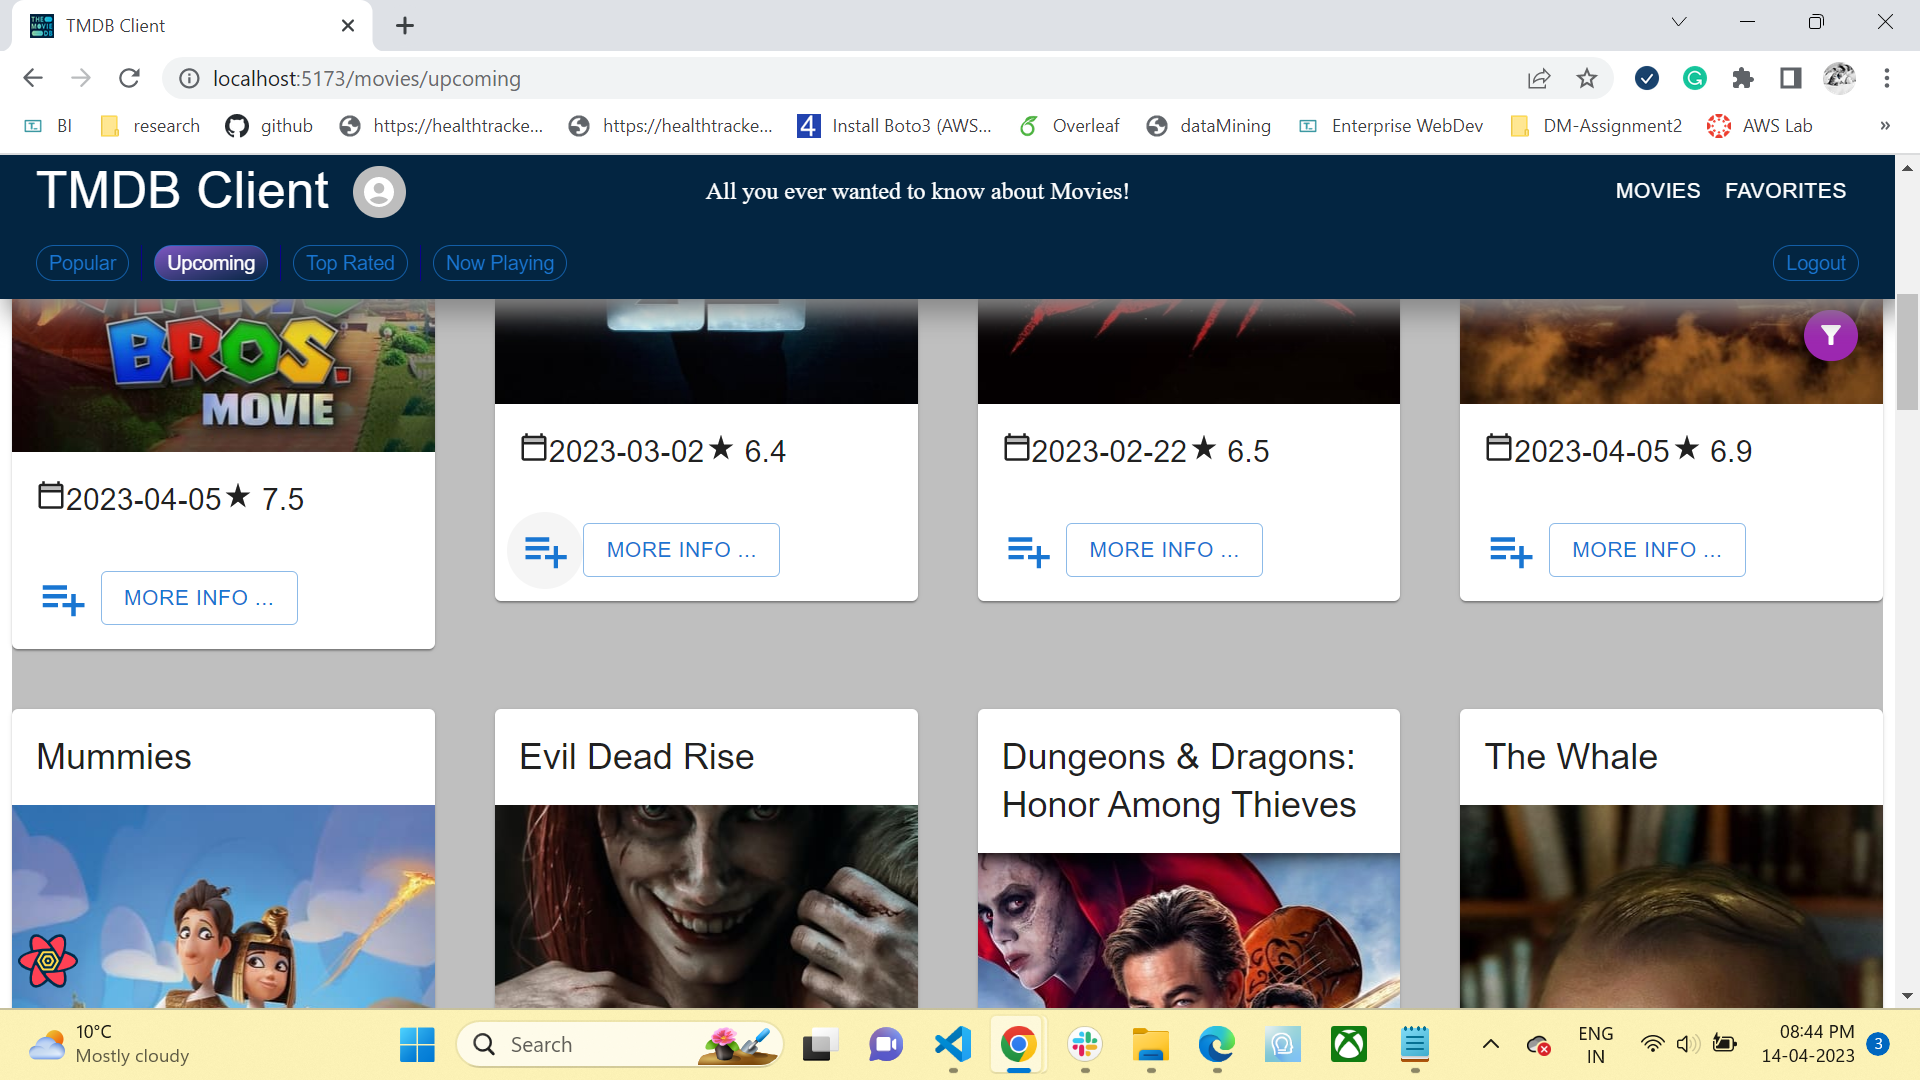 TMDB Client
localhost:5173/movies/upcoming
BI research github https://healthtracke... https://healthtracke... 4 Install Boto3 (AWS... Overleaf dataMining Enterprise WebDev DM-Assignment2 AWS Lab »
TMDB Client All you ever wanted to know about Movies! MOVIES FAVORITES
Popular Upcoming Top Rated Now Playing Logout
BROS.
MOVIE
2023-04-05 ★ 7.5
MORE INFO ...
2023-03-02 ★ 6.4
MORE INFO ...
2023-02-22 ★ 6.5
MORE INFO ...
2023-04-05 ★ 6.9
MORE INFO ...
Mummies
Evil Dead Rise
Dungeons & Dragons:
Honor Among Thieves
The Whale
10°C
Mostly cloudy
Search
ENG
IN
08:44 PM
14-04-2023
3